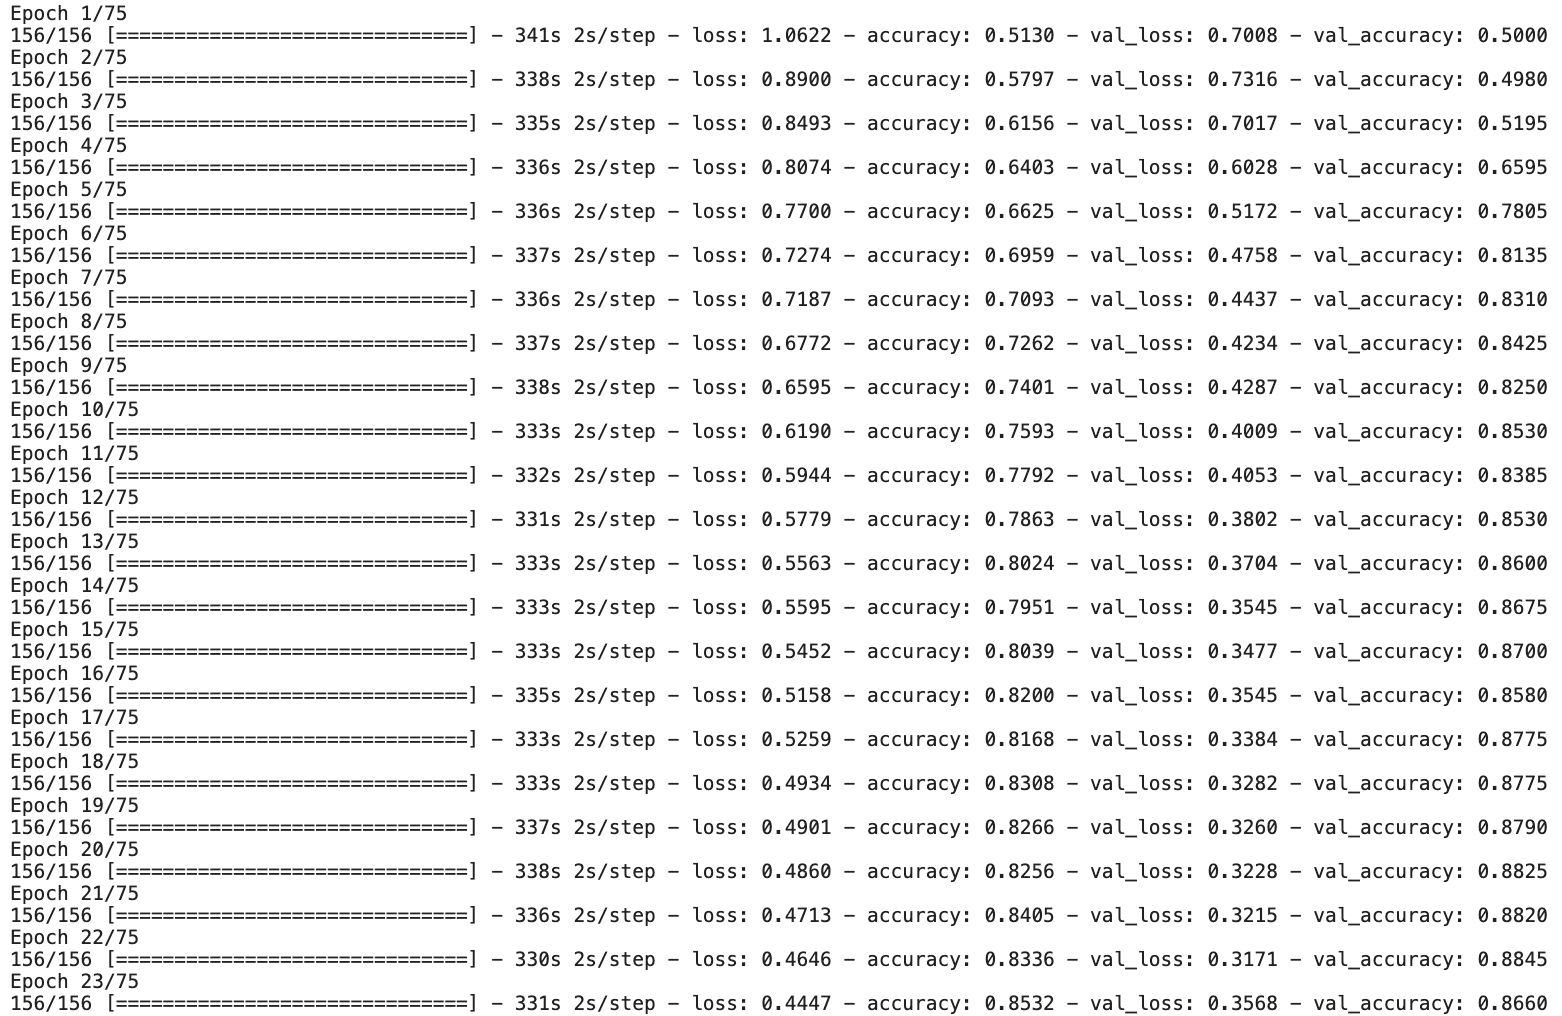 Epoch 1/75
156/156 [==============================] - 341s 2s/step - loss: 1.0622 - accuracy: 0.5130 - val_loss: 0.7008 - val_accuracy: 0.5000
Epoch 2/75
156/156 [==============================] - 338s 2s/step - loss: 0.8900 - accuracy: 0.5797 - val_loss: 0.7316 - val_accuracy: 0.4980
Epoch 3/75
156/156 [==============================] - 335s 2s/step - loss: 0.8493 - accuracy: 0.6156 - val_loss: 0.7017 - val_accuracy: 0.5195
Epoch 4/75
156/156 [==============================] - 336s 2s/step - loss: 0.8074 - accuracy: 0.6403 - val_loss: 0.6028 - val_accuracy: 0.6595
Epoch 5/75
156/156 [==============================] - 336s 2s/step - loss: 0.7700 - accuracy: 0.6625 - val_loss: 0.5172 - val_accuracy: 0.7805
Epoch 6/75
156/156 [==============================] - 337s 2s/step - loss: 0.7274 - accuracy: 0.6959 - val_loss: 0.4758 - val_accuracy: 0.8135
Epoch 7/75
156/156 [==============================] - 336s 2s/step - loss: 0.7187 - accuracy: 0.7093 - val_loss: 0.4437 - val_accuracy: 0.8310
Epoch 8/75
156/156 [==============================] - 337s 2s/step - loss: 0.6772 - accuracy: 0.7262 - val_loss: 0.4234 - val_accuracy: 0.8425
Epoch 9/75
156/156 [==============================] - 338s 2s/step - loss: 0.6595 - accuracy: 0.7401 - val_loss: 0.4287 - val_accuracy: 0.8250
Epoch 10/75
156/156 [==============================] - 333s 2s/step - loss: 0.6190 - accuracy: 0.7593 - val_loss: 0.4009 - val_accuracy: 0.8530
Epoch 11/75
156/156 [==============================] - 332s 2s/step - loss: 0.5944 - accuracy: 0.7792 - val_loss: 0.4053 - val_accuracy: 0.8385
Epoch 12/75
156/156 [==============================] - 331s 2s/step - loss: 0.5779 - accuracy: 0.7863 - val_loss: 0.3802 - val_accuracy: 0.8530
Epoch 13/75
156/156 [==============================] - 333s 2s/step - loss: 0.5563 - accuracy: 0.8024 - val_loss: 0.3704 - val_accuracy: 0.8600
Epoch 14/75
156/156 [==============================] - 333s 2s/step - loss: 0.5595 - accuracy: 0.7951 - val_loss: 0.3545 - val_accuracy: 0.8675
Epoch 15/75
156/156 [==============================] - 333s 2s/step - loss: 0.5452 - accuracy: 0.8039 - val_loss: 0.3477 - val_accuracy: 0.8700
Epoch 16/75
156/156 [==============================] - 335s 2s/step - loss: 0.5158 - accuracy: 0.8200 - val_loss: 0.3545 - val_accuracy: 0.8580
Epoch 17/75
156/156 [==============================] - 333s 2s/step - loss: 0.5259 - accuracy: 0.8168 - val_loss: 0.3384 - val_accuracy: 0.8775
Epoch 18/75
156/156 [==============================] - 333s 2s/step - loss: 0.4934 - accuracy: 0.8308 - val_loss: 0.3282 - val_accuracy: 0.8775
Epoch 19/75
156/156 [==============================] - 337s 2s/step - loss: 0.4901 - accuracy: 0.8266 - val_loss: 0.3260 - val_accuracy: 0.8790
Epoch 20/75
156/156 [==============================] - 338s 2s/step - loss: 0.4860 - accuracy: 0.8256 - val_loss: 0.3228 - val_accuracy: 0.8825
Epoch 21/75
156/156 [==============================] - 336s 2s/step - loss: 0.4713 - accuracy: 0.8405 - val_loss: 0.3215 - val_accuracy: 0.8820
Epoch 22/75
156/156 [==============================] - 330s 2s/step - loss: 0.4646 - accuracy: 0.8336 - val_loss: 0.3171 - val_accuracy: 0.8845
Epoch 23/75
156/156 [==============================] - 331s 2s/step - loss: 0.4447 - accuracy: 0.8532 - val_loss: 0.3568 - val_accuracy: 0.8660